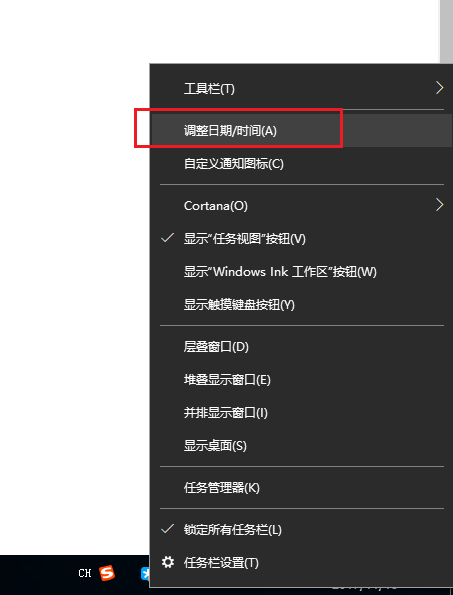 工具栏(T)
调整日期/时间(A)
自定义通知图标(C)
Cortana(O)
显示“任务视图”按钮(V)
显示“Windows Ink 工作区”按钮(W)
显示触摸键盘按钮(Y)
层叠窗口(D)
堆叠显示窗口(E)
并排显示窗口(I)
显示桌面(S)
任务管理器(K)
锁定所有任务栏(L)
任务栏设置(T)
CH